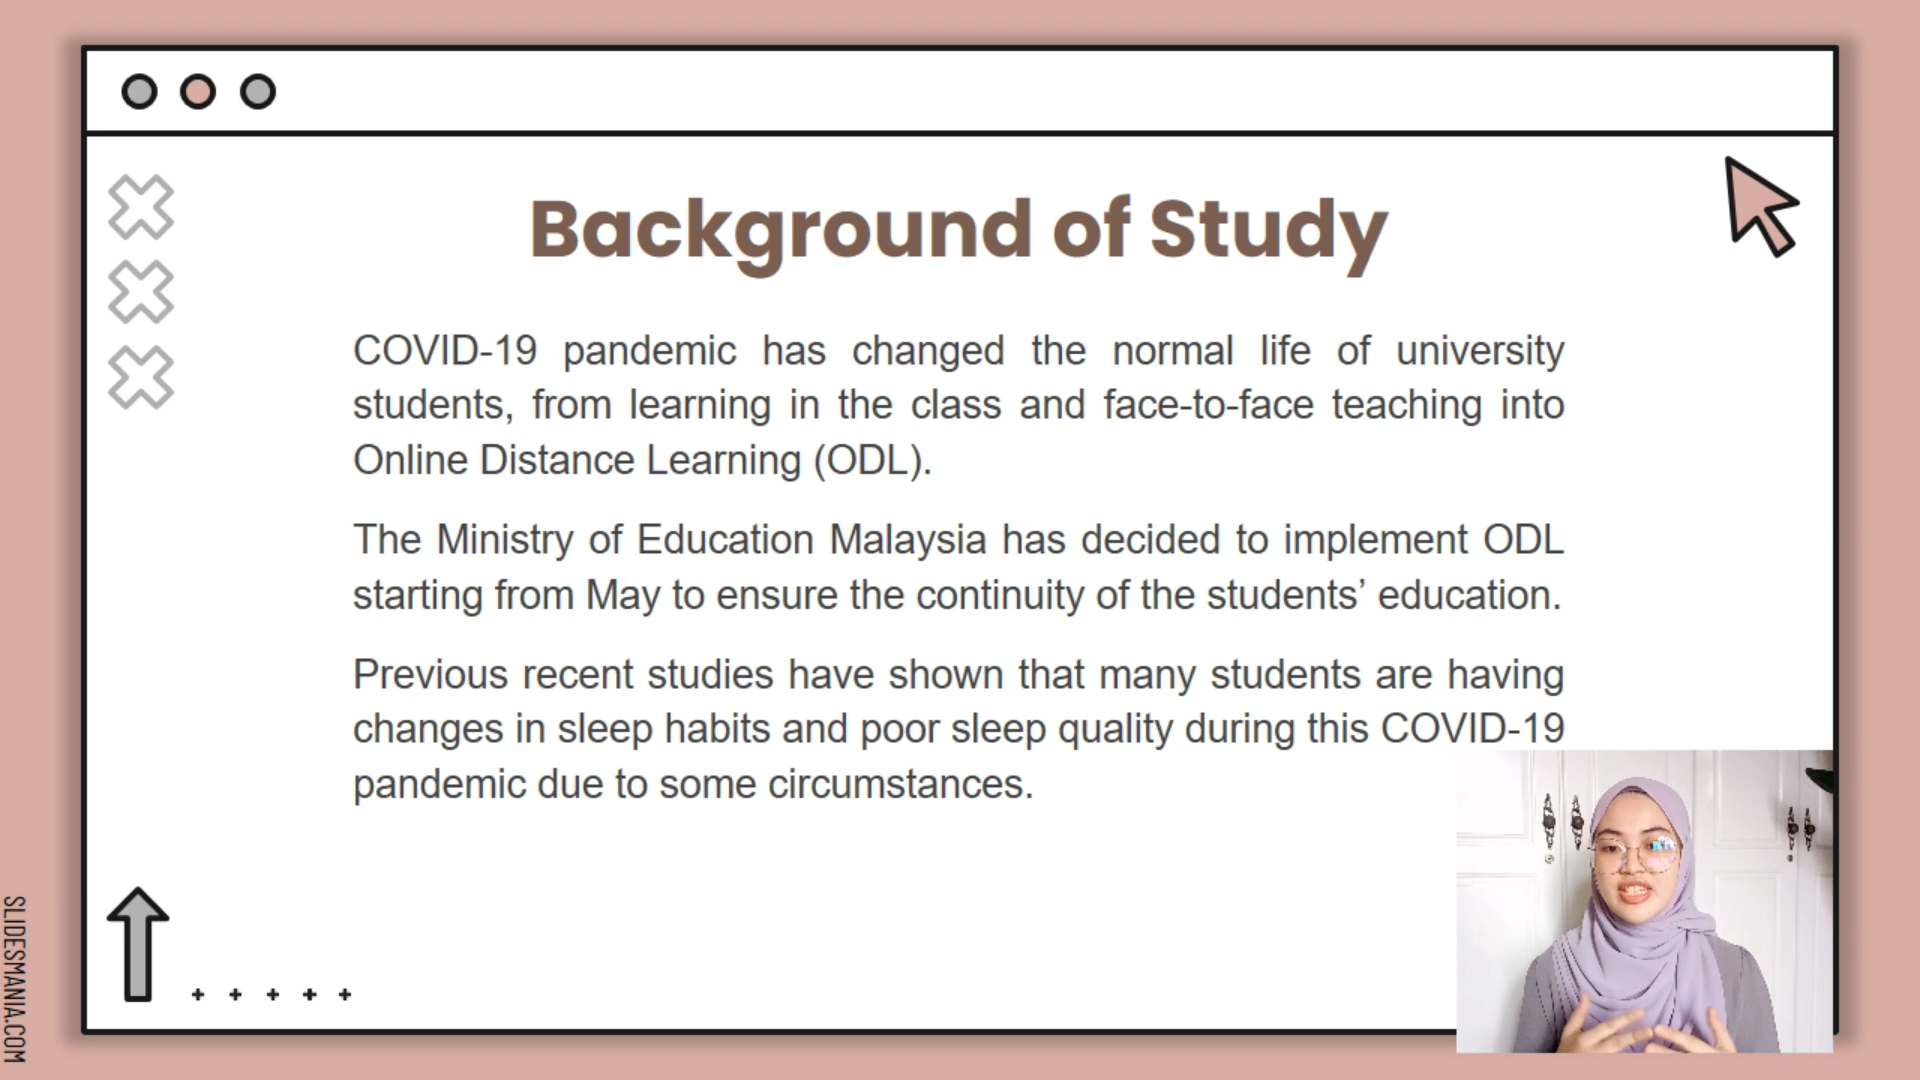 Background of Study
COVID-19 pandemic has changed the normal life of university
students, from learning in the class and face-to-face teaching into
Online Distance Learning (ODL).
The Ministry of Education Malaysia has decided to implement ODL
starting from May to ensure the continuity of the students’ education.
Previous recent studies have shown that many students are having
changes in sleep habits and poor sleep quality during this COVID-19
pandemic due to some circumstances.
SLIDESMANIA.COM